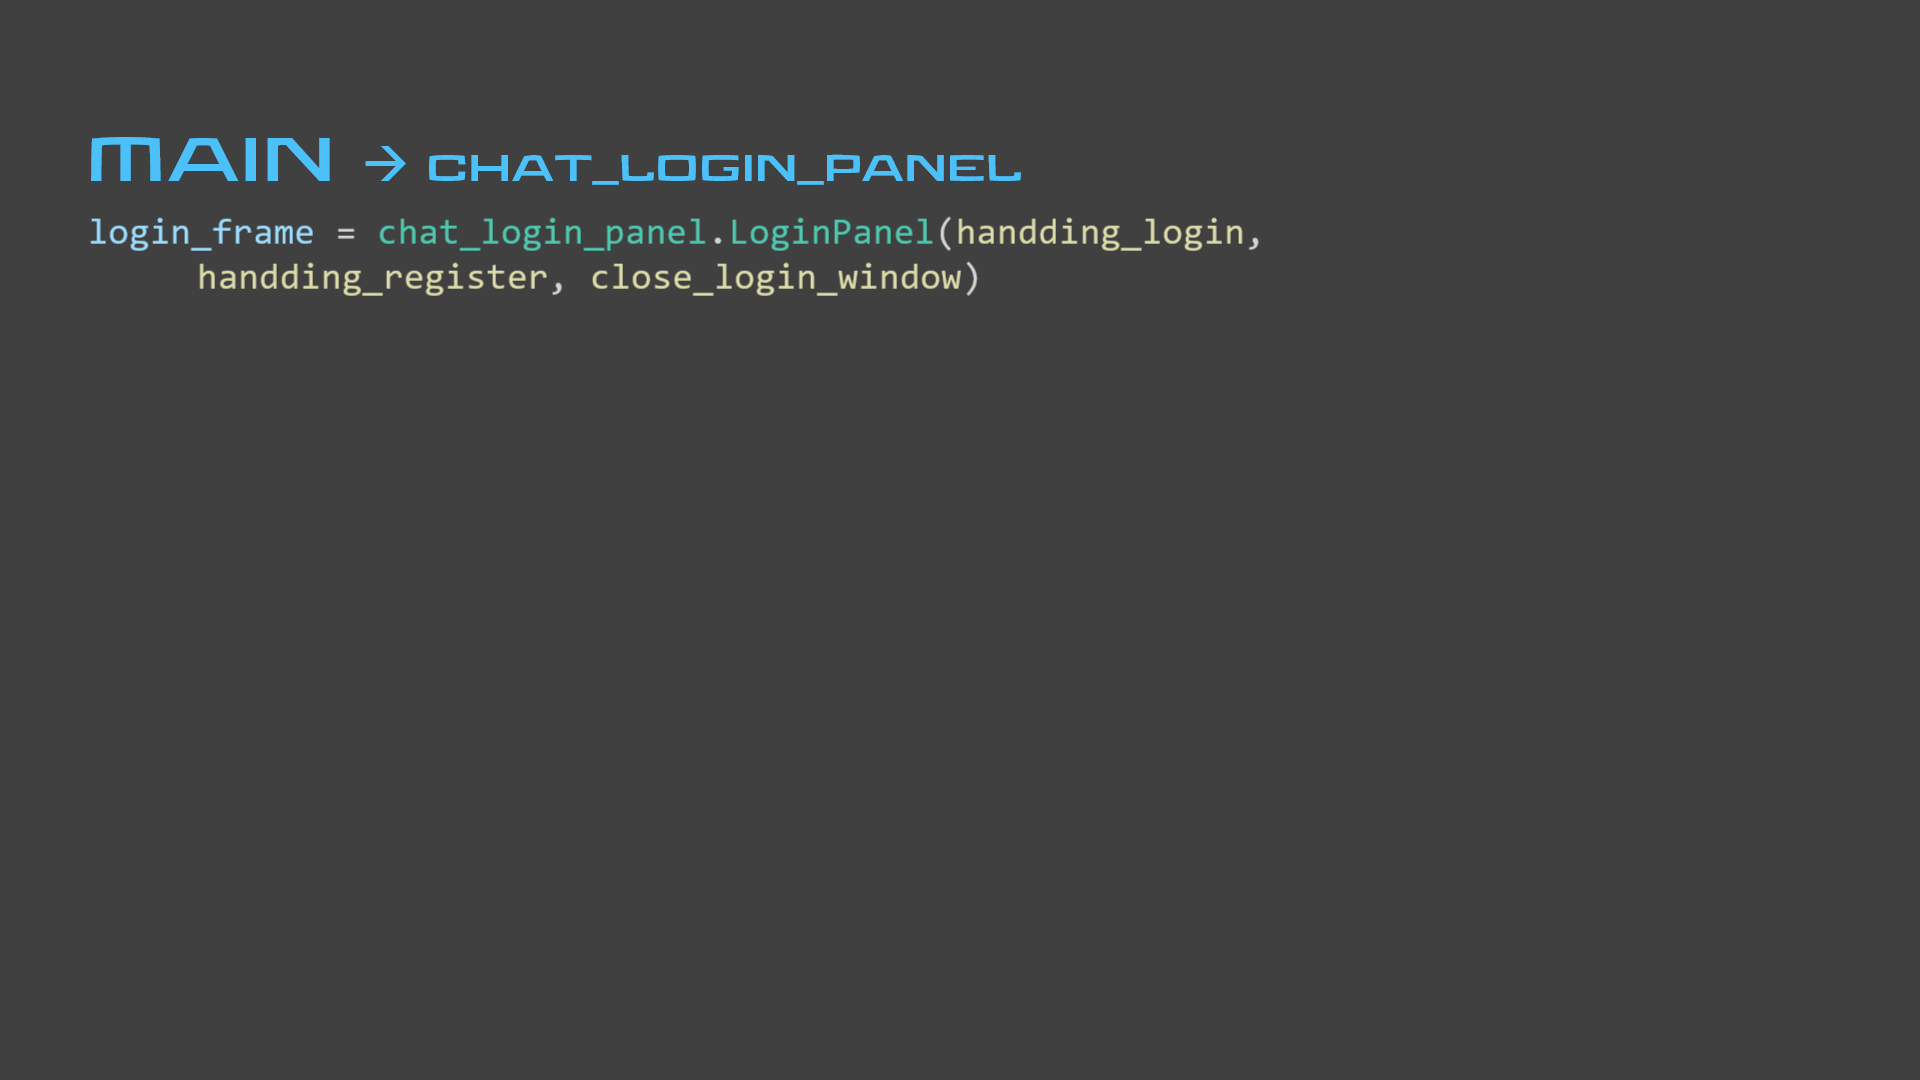 MAIN → CHAT_LOGIN_PANEL
login_frame = chat_login_panel.LoginPanel(handding_login,
handding_register, close_login_window)